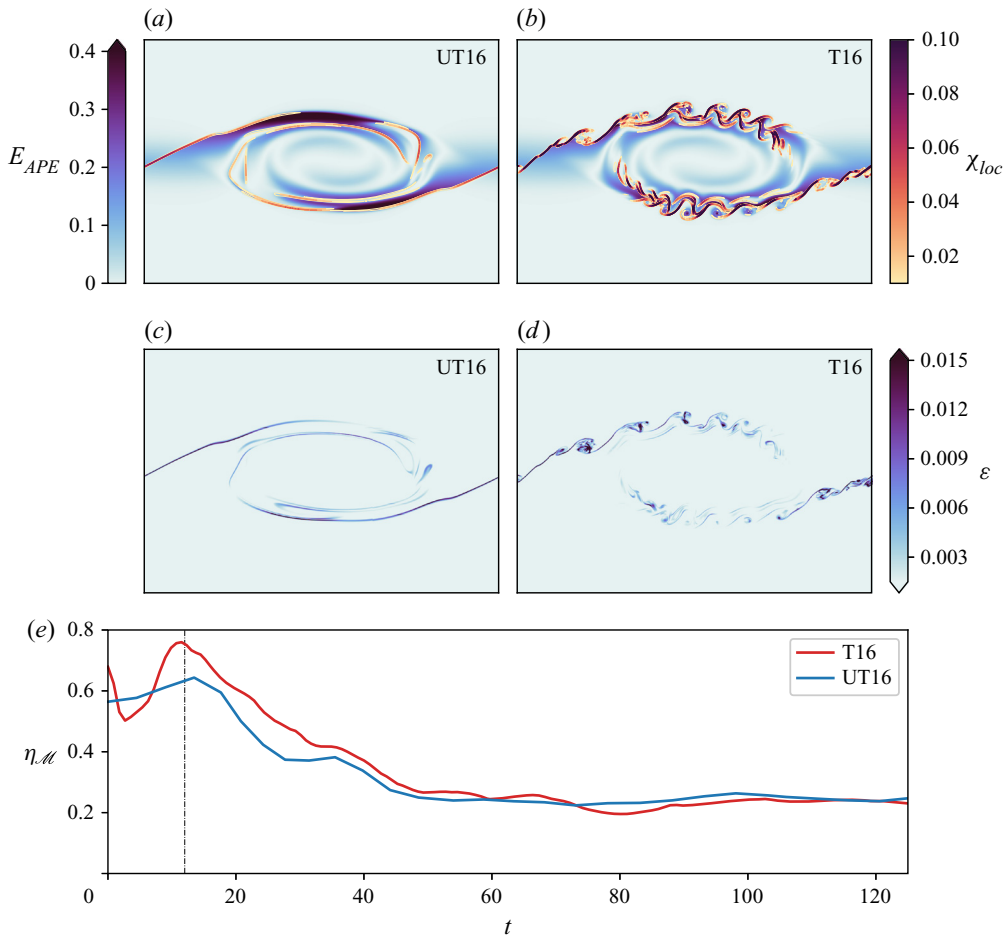 (a) (b)
UT16 T16
0.4
0.3
0.2
0.1
0
E_APE
0.10
0.08
0.06
0.04
0.02
χ_loc
(c) (d)
UT16 T16
0.015
0.012
0.009
0.006
0.003
ε
(e)
0.8
0.6
0.4
0.2
η_ℳ
T16
UT16
0 20 40 60 80 100 120
t